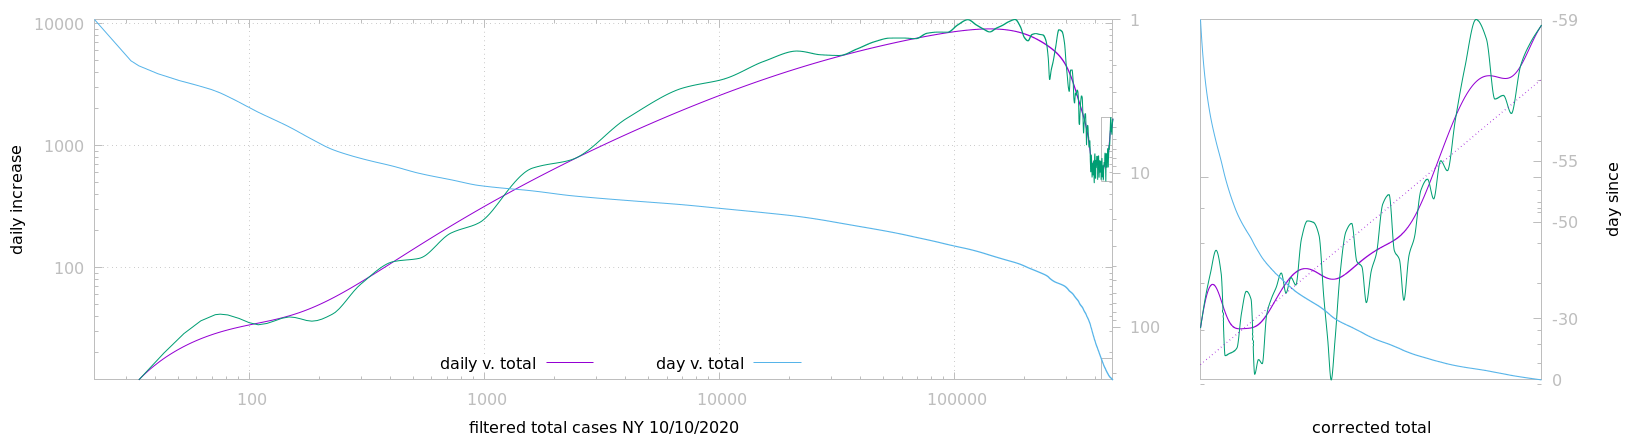 10000
1000
100
daily increase
1
10
100
daily v. total
day v. total
100
1000
10000
100000
filtered total cases NY 10/10/2020
-59
-55
-50
-30
0
day since
corrected total